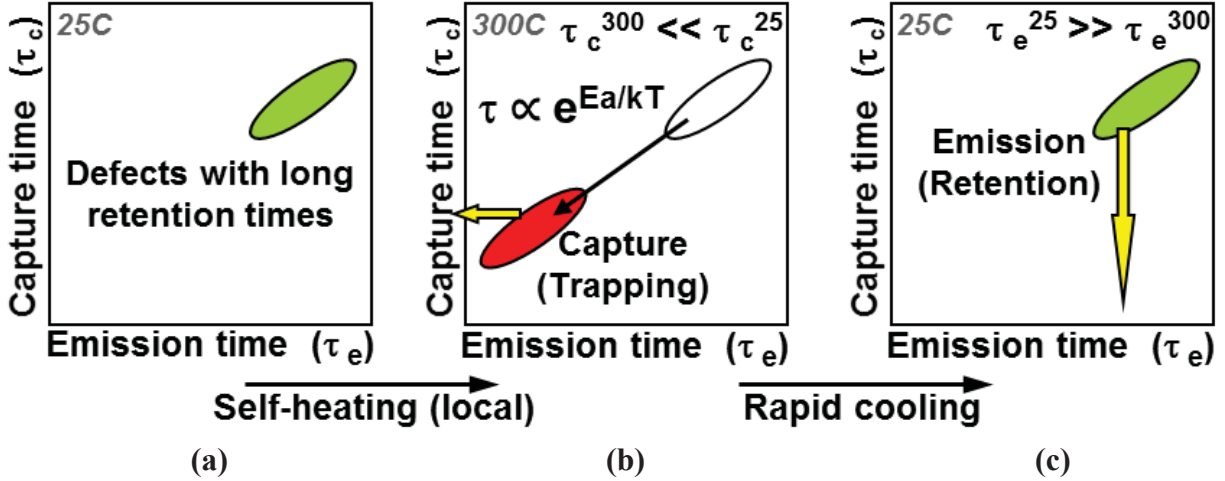 25C
Capture time (τc)
Defects with long
retention times
Emission time (τe)
300C τc300 << τc25
Capture time (τc)
τ ∝ eEa/kT
Capture
(Trapping)
Emission time (τe)
25C τe25 >> τe300
Capture time (τc)
Emission
(Retention)
Emission time (τe)
Self-heating (local)
Rapid cooling
(a)
(b)
(c)